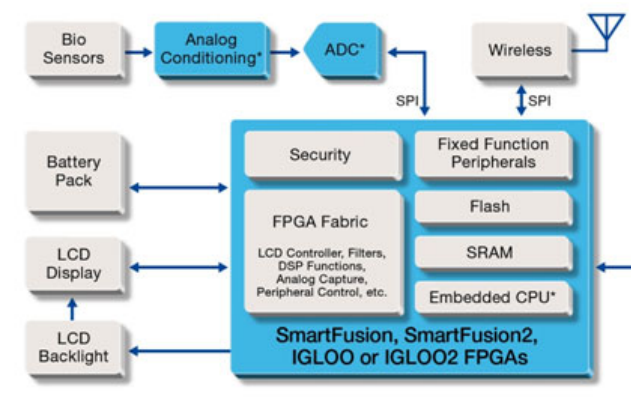 Bio
Sensors
Analog
Conditioning*
ADC*
Wireless
SPI
SPI
Battery
Pack
LCD
Display
LCD
Backlight
Security
FPGA Fabric
LCD Controller, Filters,
DSP Functions,
Analog Capture,
Peripheral Control, etc.
Fixed Function
Peripherals
Flash
SRAM
Embedded CPU*
SmartFusion, SmartFusion2,
IGLOO or IGLOO2 FPGAs